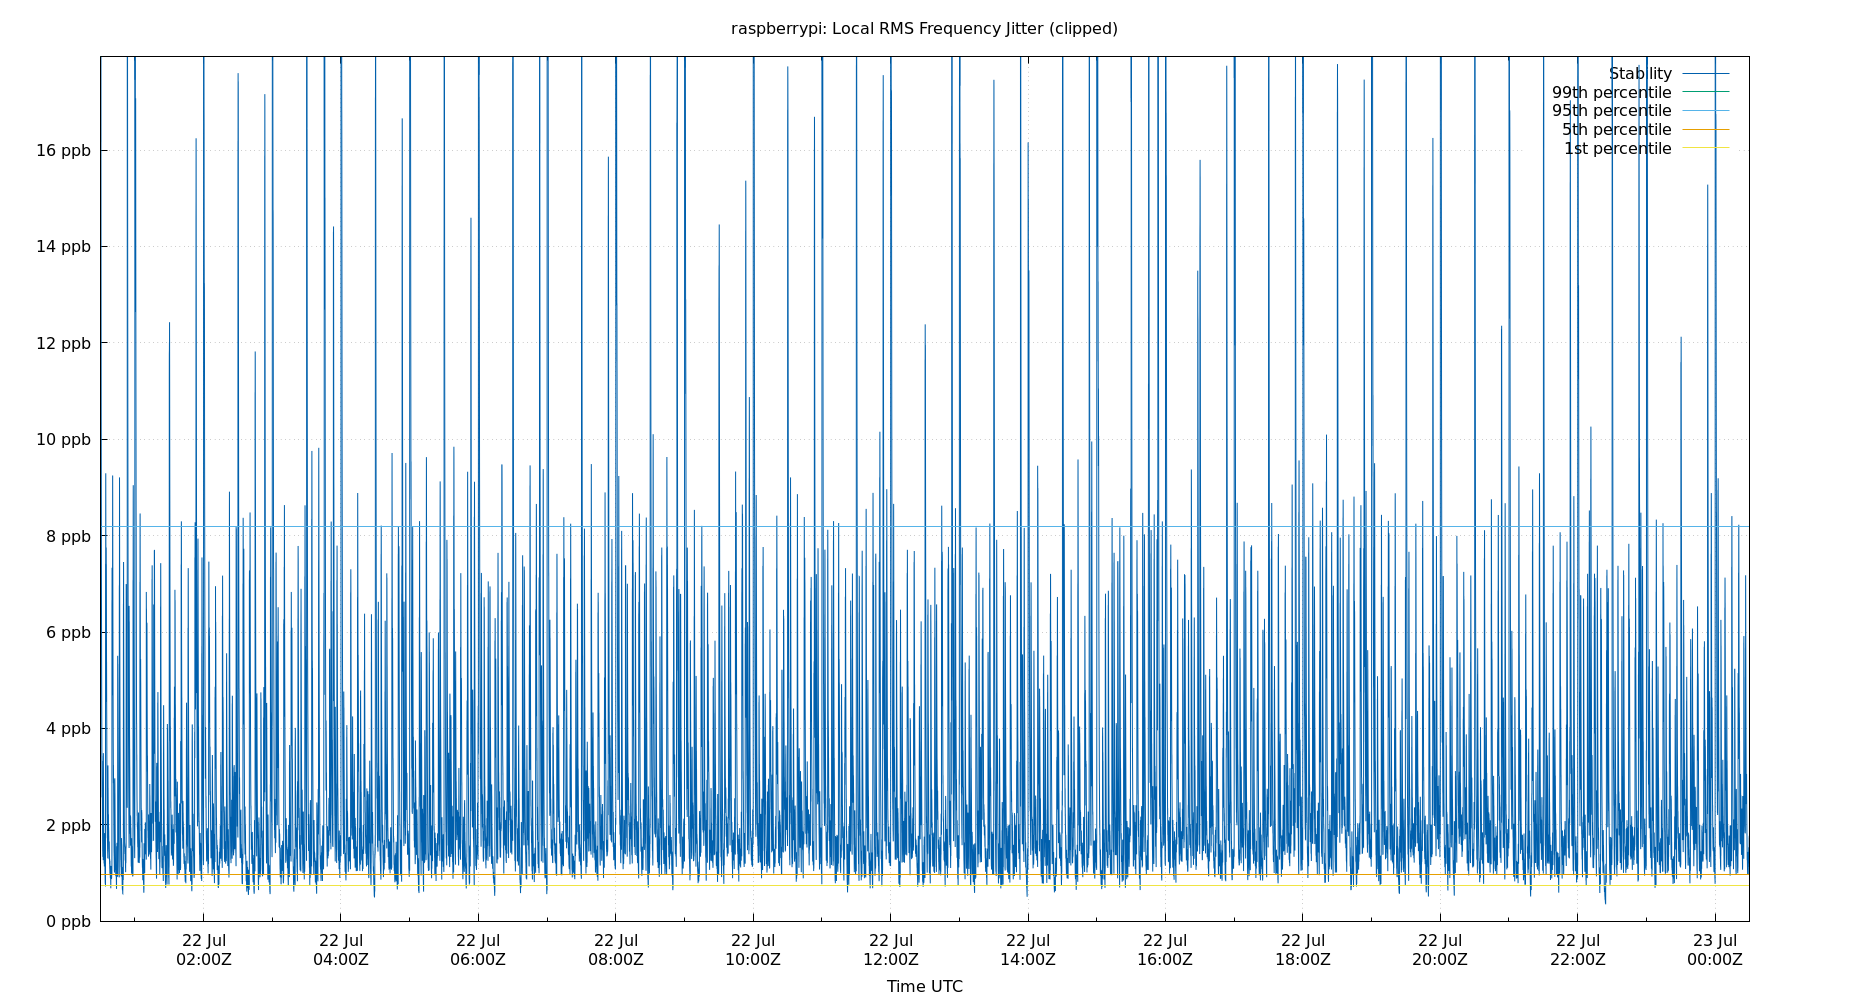 raspberrypi: Local RMS Frequency Jitter (clipped)
Stability
99th percentile
95th percentile
5th percentile
1st percentile
16 ppb
14 ppb
12 ppb
10 ppb
8 ppb
6 ppb
4 ppb
2 ppb
0 ppb
22 Jul 22 Jul 22 Jul 22 Jul 22 Jul 22 Jul 22 Jul 22 Jul 22 Jul 22 Jul 22 Jul 23 Jul
02:00Z 04:00Z 06:00Z 08:00Z 10:00Z 12:00Z 14:00Z 16:00Z 18:00Z 20:00Z 22:00Z 00:00Z
Time UTC